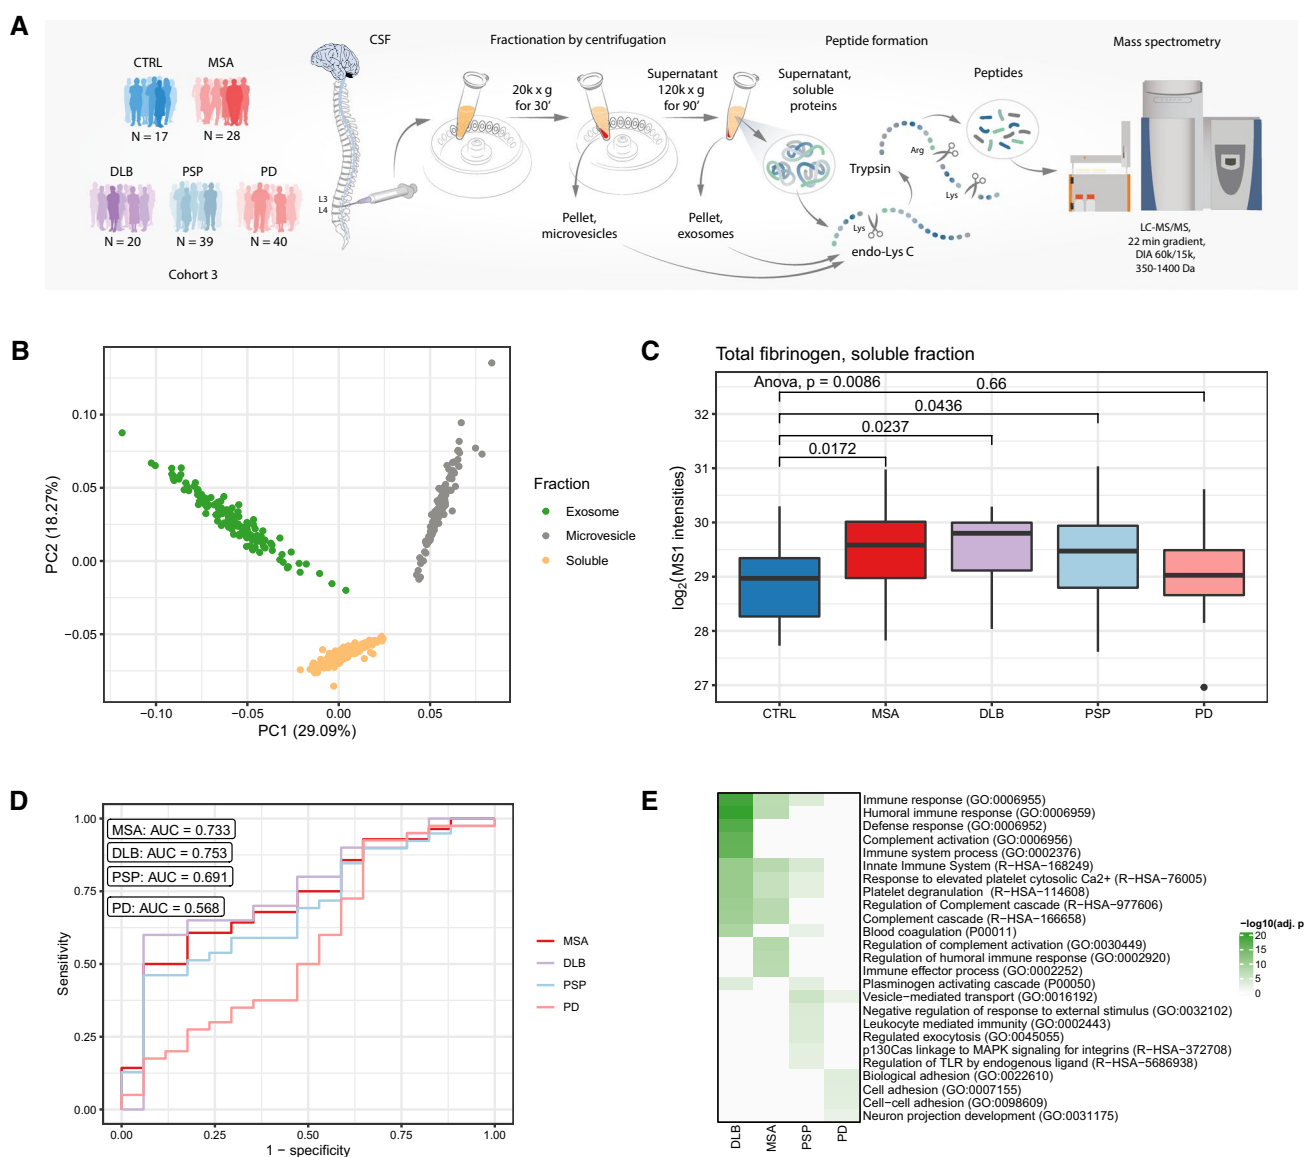 A
CTRL
MSA
N = 17
N = 28
DLB
PSP
PD
N = 20
N = 39
N = 40
Cohort 3
CSF
L3
L4
Fractionation by centrifugation
20k x g
for 30’
Supernatant
120k x g
for 90’
Pellet,
microvesicles
Pellet,
exosomes
Peptide formation
Supernatant,
soluble
proteins
Trypsin
Arg
Lys
Lys
endo-Lys C
Peptides
Mass spectrometry
LC-MS/MS,
22 min gradient,
DIA 60k/15k,
350-1400 Da
B
PC2 (18.27%)
0.10
0.05
0.00
−0.05
−0.10
−0.05
0.00
0.05
PC1 (29.09%)
Fraction
Exosome
Microvesicle
Soluble
C
Total fibrinogen, soluble fraction
Anova, p = 0.0086
0.66
0.0436
0.0237
0.0172
log2(MS1 intensities)
32
31
30
29
28
27
CTRL
MSA
DLB
PSP
PD
D
MSA: AUC = 0.733
DLB: AUC = 0.753
PSP: AUC = 0.691
PD: AUC = 0.568
Sensitivity
1.00
0.75
0.50
0.25
0.00
0.00
0.25
0.50
0.75
1.00
1 − specificity
MSA
DLB
PSP
PD
E
Immune response (GO:0006955)
Humoral immune response (GO:0006959)
Defense response (GO:0006952)
Complement activation (GO:0006956)
Immune system process (GO:0002376)
Innate Immune System (R−HSA−168249)
Response to elevated platelet cytosolic Ca2+ (R−HSA−76005)
Platelet degranulation (R−HSA−114608)
Regulation of Complement cascade (R−HSA−977606)
Complement cascade (R−HSA−166658)
Blood coagulation (P00011)
Regulation of complement activation (GO:0030449)
Regulation of humoral immune response (GO:0002920)
Immune effector process (GO:0002252)
Plasminogen activating cascade (P00050)
Vesicle−mediated transport (GO:0016192)
Negative regulation of response to external stimulus (GO:0032102)
Leukocyte mediated immunity (GO:0002443)
Regulated exocytosis (GO:0045055)
p130Cas linkage to MAPK signaling for integrins (R−HSA−372708)
Regulation of TLR by endogenous ligand (R−HSA−5686938)
Biological adhesion (GO:0022610)
Cell adhesion (GO:0007155)
Cell−cell adhesion (GO:0098609)
Neuron projection development (GO:0031175)
DLB
MSA
PSP
PD
−log10(adj. p
20
15
10
5
0